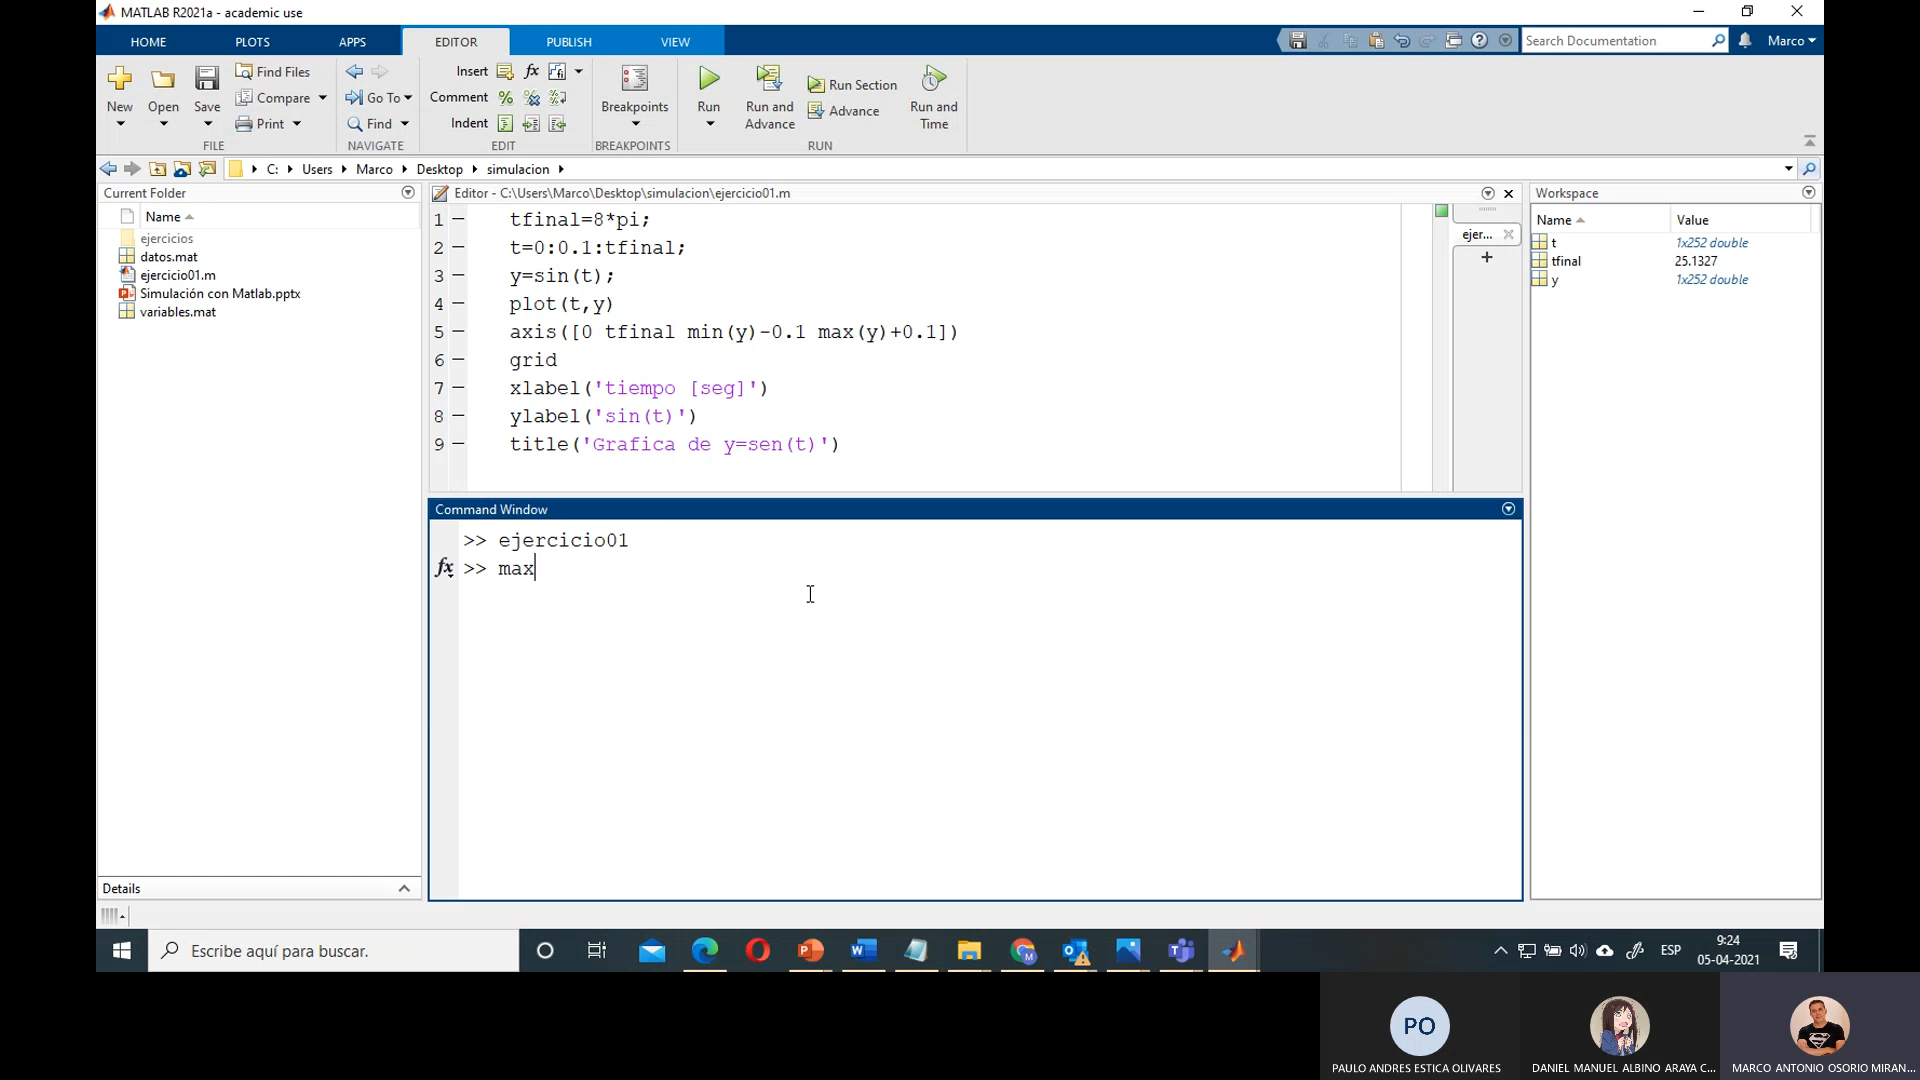 MATLAB R2021a - academic use
HOME PLOTS APPS EDITOR PUBLISH VIEW
Search Documentation
Marco
New
Open
Save
Find Files
Compare
Print
FILE
Go To
Find
NAVIGATE
Insert fx
Comment
Indent
EDIT
Breakpoints
BREAKPOINTS
Run
Run and
Advance
Run Section
Advance
Run and
Time
RUN
C: Users Marco Desktop simulacion
Current Folder
Name
ejercicios
datos.mat
ejercicio01.m
Simulación con Matlab.pptx
variables.mat
Details
Editor - C:\Users\Marco\Desktop\simulacion\ejercicio01.m
ejer...
1 tfinal=8*pi;
2 t=0:0.1:tfinal;
3 y=sin(t);
4 plot(t,y)
5 axis([0 tfinal min(y)-0.1 max(y)+0.1])
6 grid
7 xlabel('tiempo [seg]')
8 ylabel('sin(t)')
9 title('Grafica de y=sen(t)')
Command Window
>> ejercicio01
fx >> max
Workspace
Name Value
t 1x252 double
tfinal 25.1327
y 1x252 double
Escribe aquí para buscar.
ESP
9:24
05-04-2021
PO
PAULO ANDRES ESTICA OLIVARES
DANIEL MANUEL ALBINO ARAYA C...
MARCO ANTONIO OSORIO MIRAN...